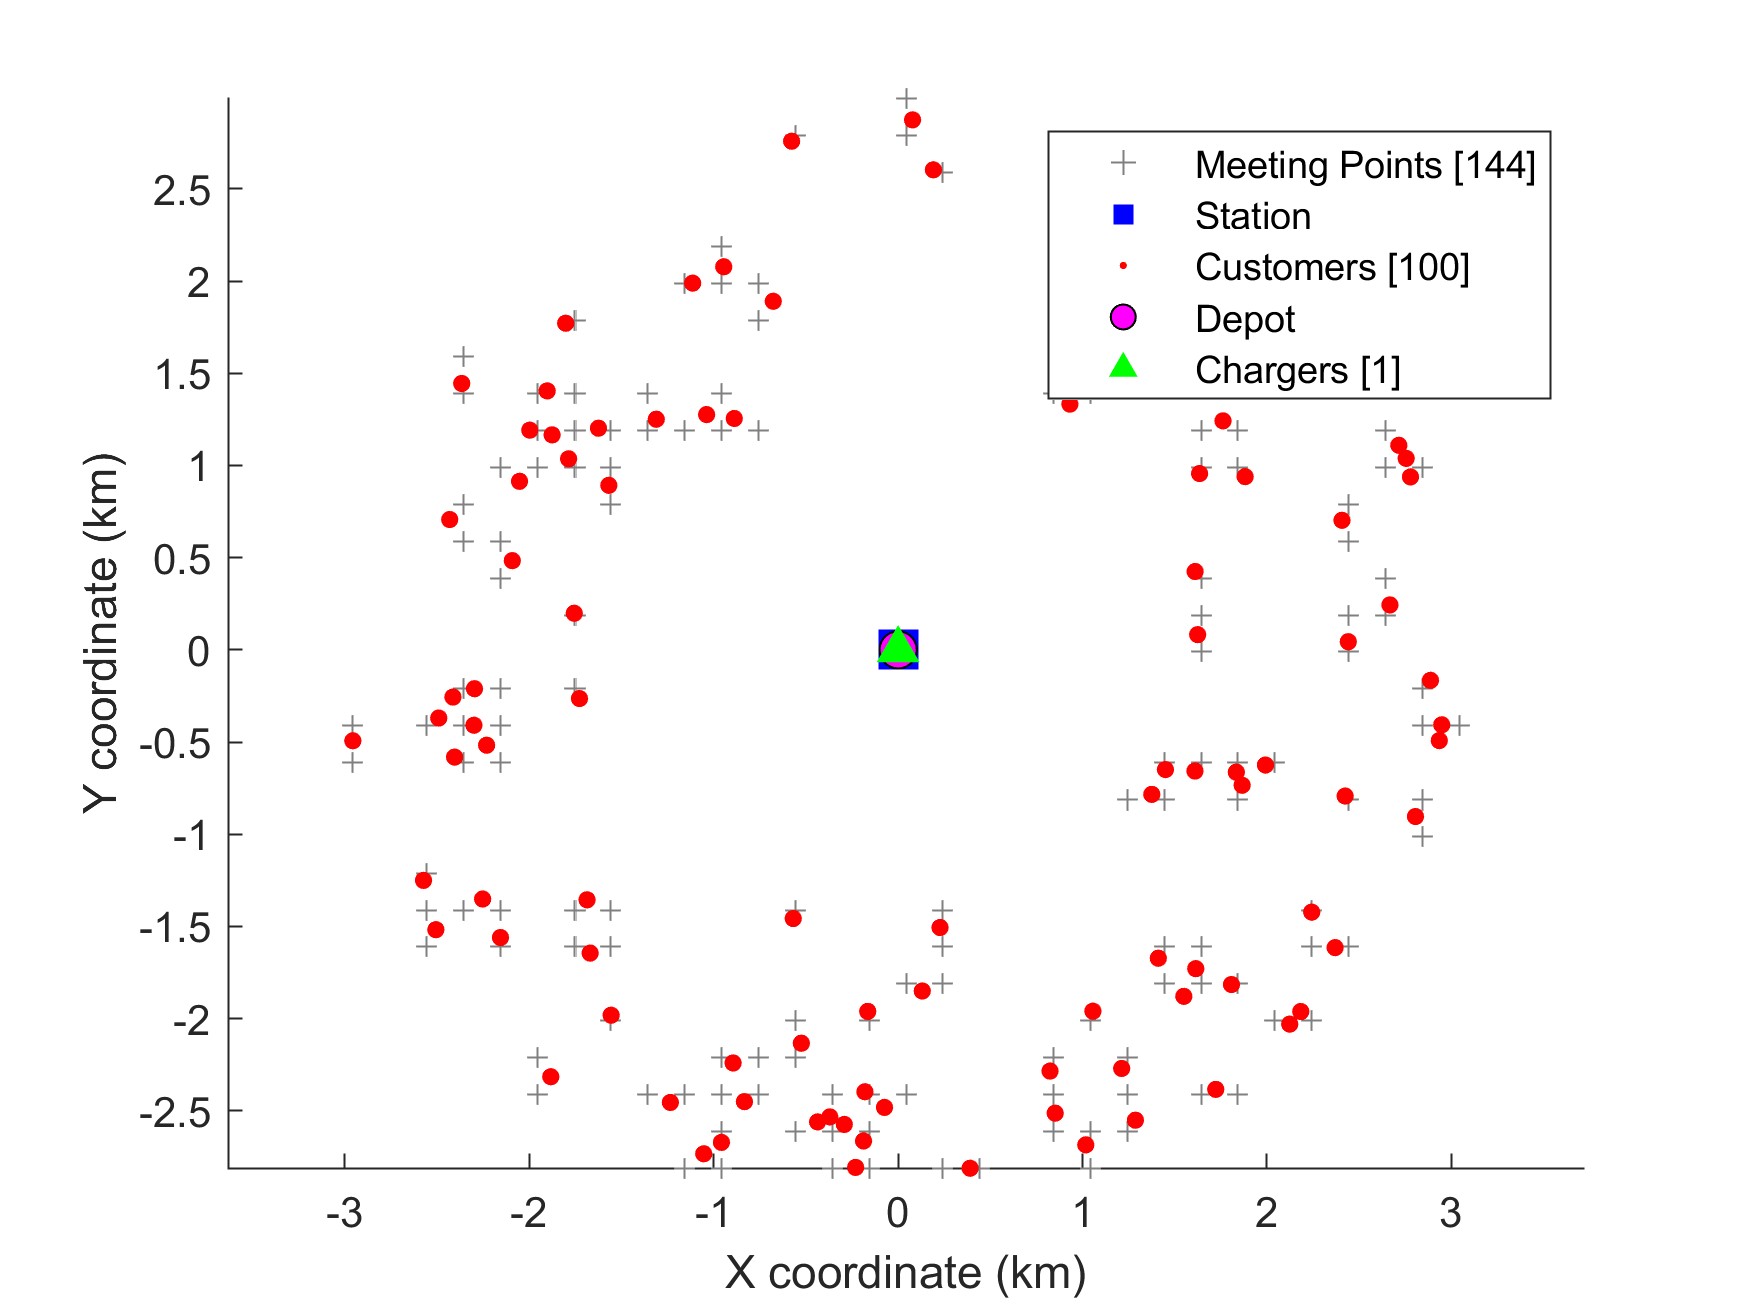 Meeting Points [144]
Station
Customers [100]
Depot
Chargers [1]
2.5
2
1.5
1
0.5
0
-0.5
-1
-1.5
-2
-2.5
Y coordinate (km)
-3 -2 -1 0 1 2 3
X coordinate (km)